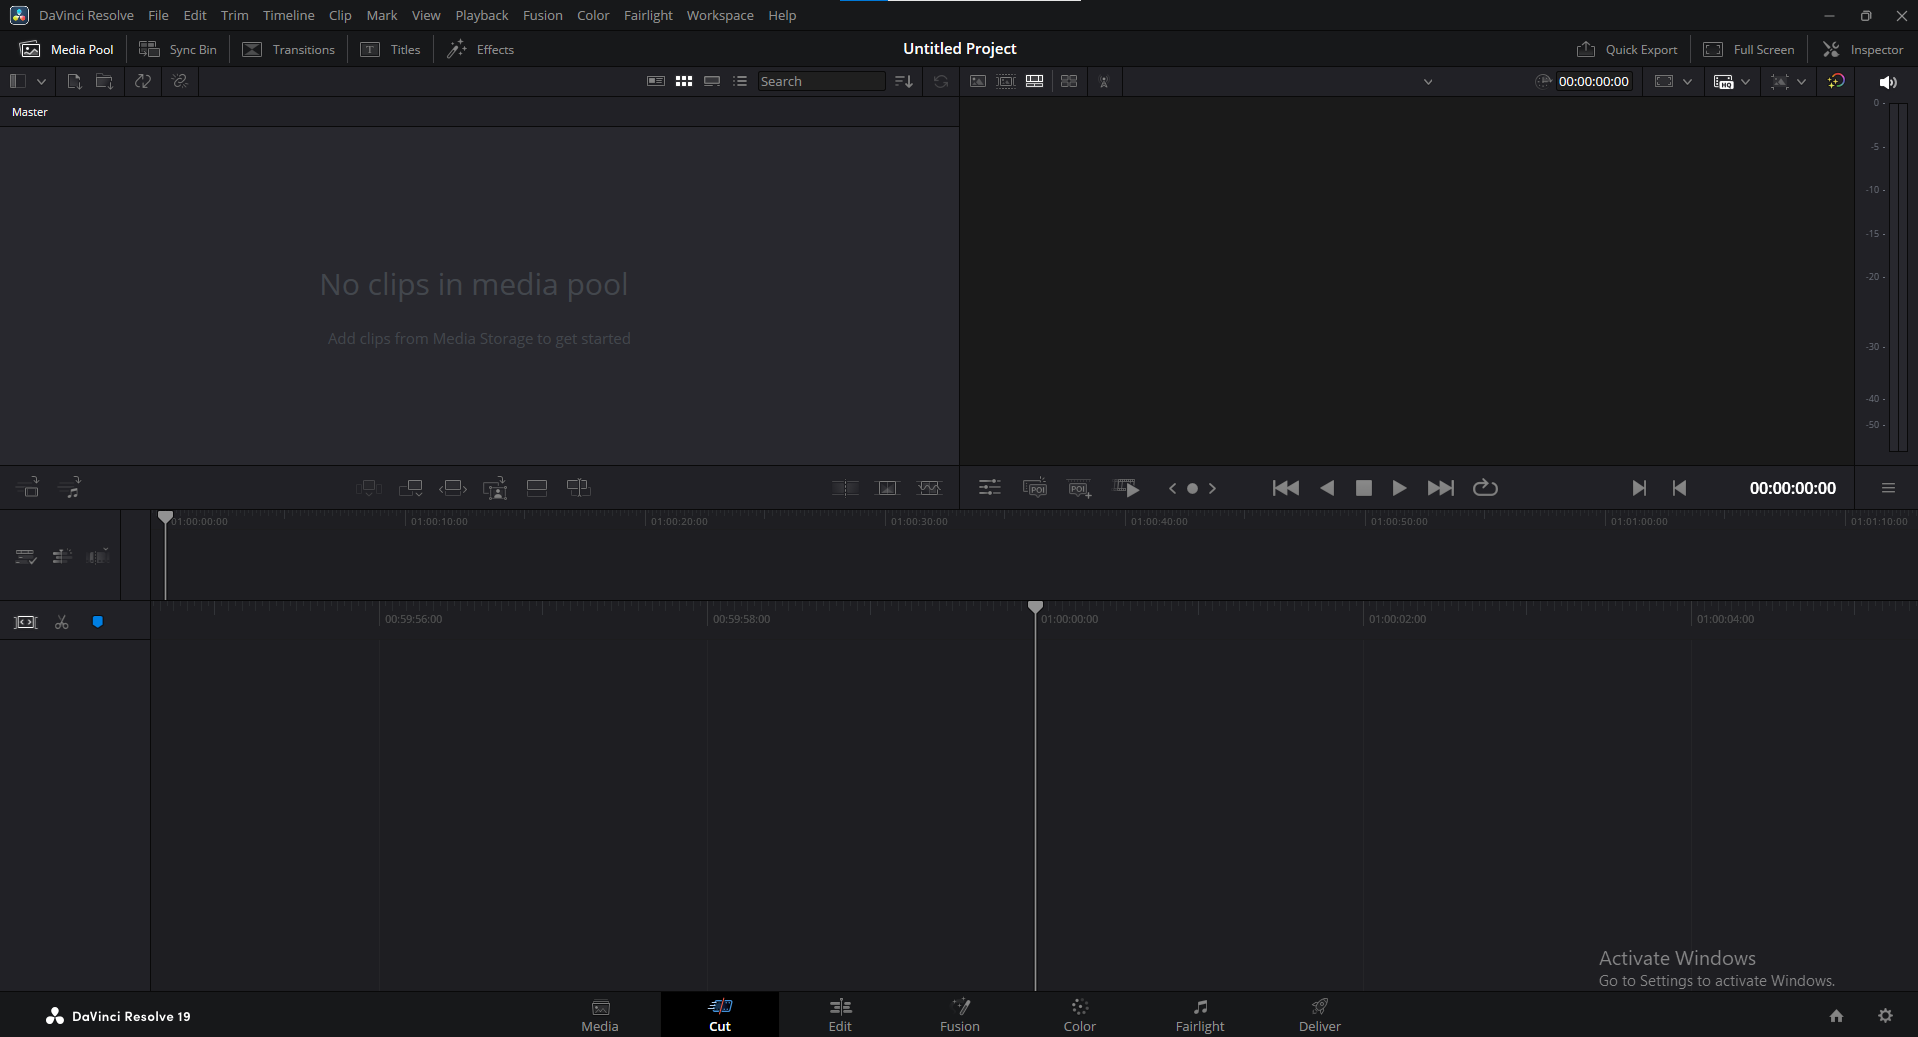 DaVinci Resolve File Edit Trim Timeline Clip Mark View Playback Fusion Color Fairlight Workspace Help
Media Pool Sync Bin Transitions Titles Effects Untitled Project Quick Export Full Screen Inspector
Search 00:00:00:00
Master
0
-5
-10
-15
-20
-30
-40
-50
No clips in media pool
Add clips from Media Storage to get started
POI POI 00:00:00:00
01:00:00:00 01:00:10:00 01:00:20:00 01:00:30:00 01:00:40:00 01:00:50:00 01:01:00:00 01:01:10:00
00:59:56:00 00:59:58:00 01:00:00:00 01:00:02:00 01:00:04:00
Activate Windows
Go to Settings to activate Windows.
DaVinci Resolve 19 Media Cut Edit Fusion Color Fairlight Deliver